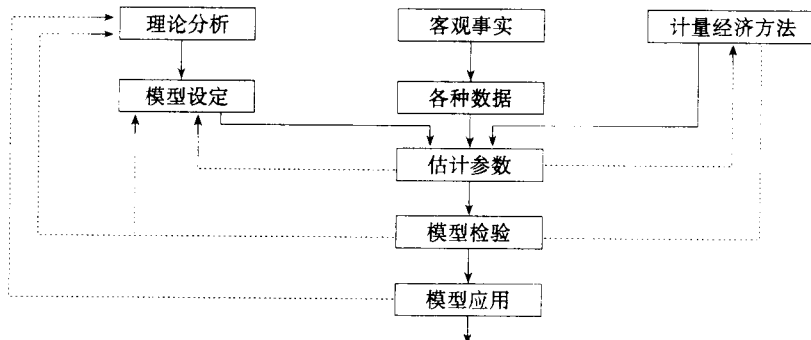 理论分析
客观事实
计量经济方法
模型设定
各种数据
估计参数
模型检验
模型应用